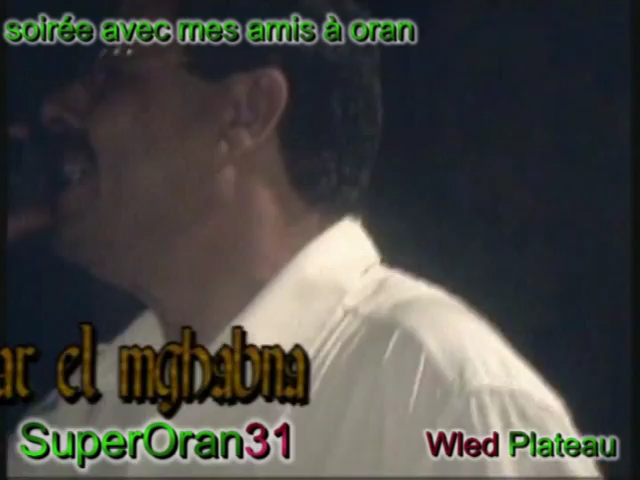 soirée avec mes amis à oran
ar el mghabna
SuperOran31
Wled Plateau